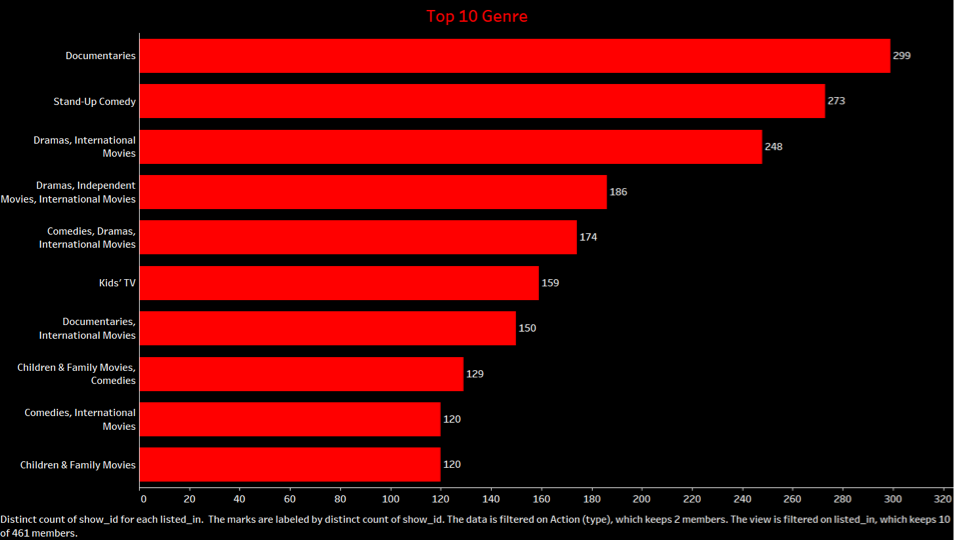 Top 10 Genre
Documentaries
299
Stand-Up Comedy
273
Dramas, International
Movies
248
Dramas, Independent
Movies, International Movies
186
Comedies, Dramas,
International Movies
174
Kids' TV
159
Documentaries,
International Movies
150
Children & Family Movies,
Comedies
129
Comedies, International
Movies
120
Children & Family Movies
120
0 20 40 60 80 100 120 140 160 180 200 220 240 260 280 300 320
Distinct count of show_id for each listed_in. The marks are labeled by distinct count of show_id. The data is filtered on Action (type), which keeps 2 members. The view is filtered on listed_in, which keeps 10
of 461 members.